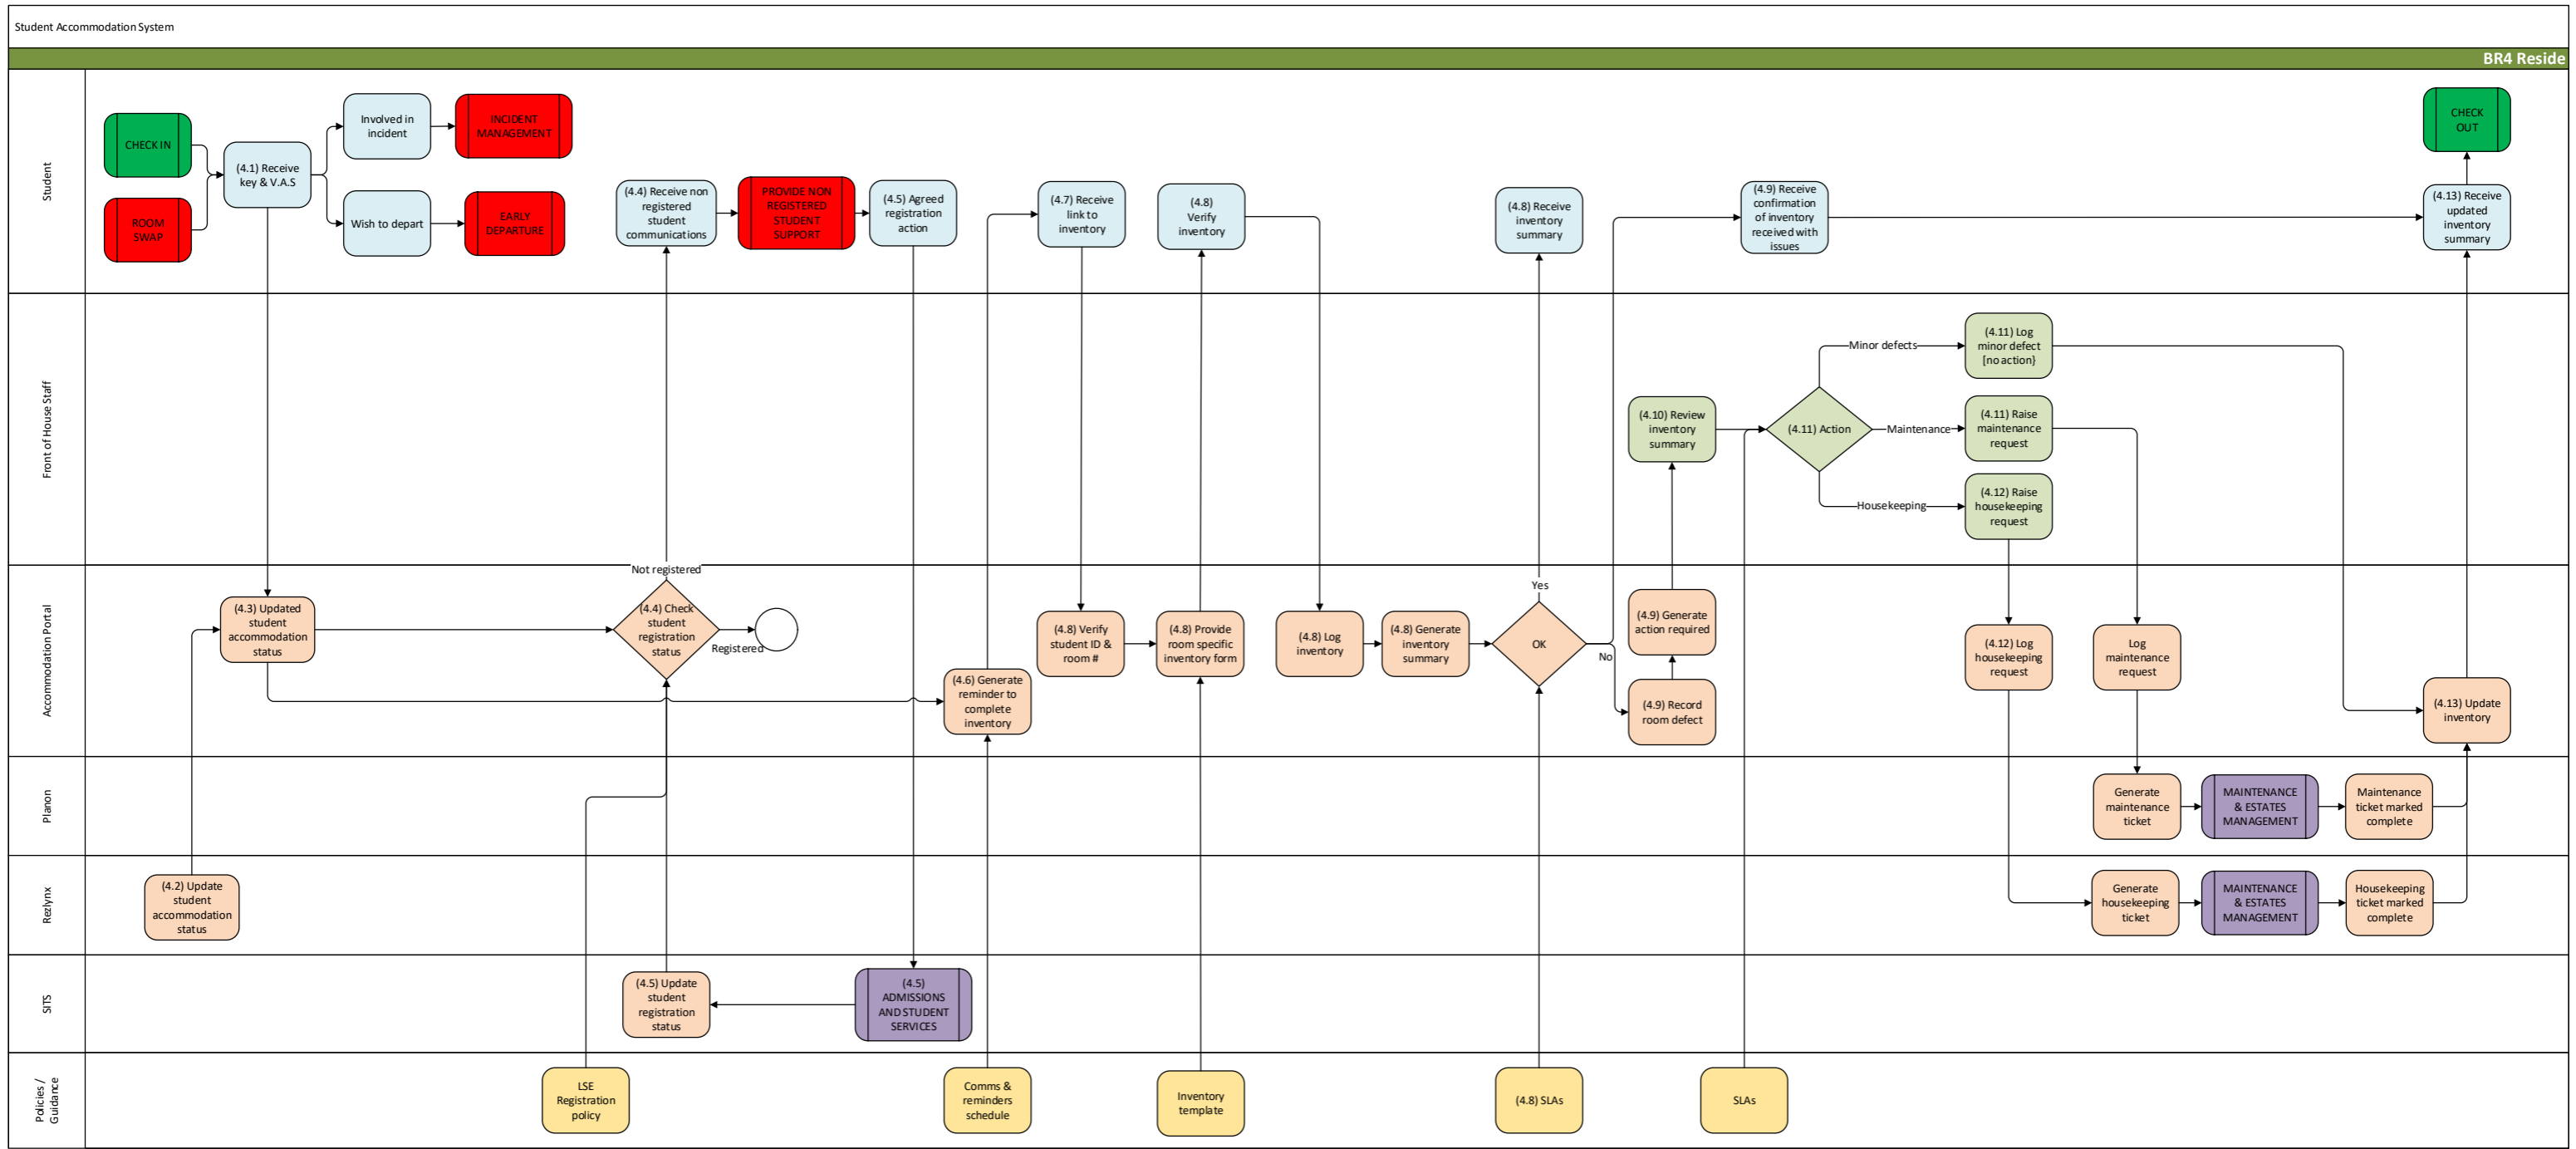 Student Accommodation System
BR4 Reside
Student
CHECK IN
ROOM
SWAP
(4.1) Receive
key & V.A.S
Involved in
incident
INCIDENT
MANAGEMENT
Wish to depart
EARLY
DEPARTURE
(4.4) Receive non
registered
student
communications
PROVIDE NON
REGISTERED
STUDENT
SUPPORT
(4.5) Agreed
registration
action
(4.7) Receive
link to
inventory
(4.8)
Verify
inventory
(4.8) Receive
inventory
summary
(4.9) Receive
confirmation
of inventory
received with
issues
CHECK
OUT
(4.13) Receive
updated
inventory
summary
Front of House Staff
(4.10) Review
inventory
summary
(4.11) Action
Minor defects
Maintenance
Housekeeping
(4.11) Log
minor defect
[no action}
(4.11) Raise
maintenance
request
(4.12) Raise
housekeeping
request
Accommodation Portal
(4.3) Updated
student
accommodation
status
Not registered
(4.4) Check
student
registration
status
Registered
(4.6) Generate
reminder to
complete
inventory
(4.8) Verify
student ID &
room #
(4.8) Provide
room specific
inventory form
(4.8) Log
inventory
(4.8) Generate
inventory
summary
Yes
OK
No
(4.9) Generate
action required
(4.9) Record
room defect
(4.12) Log
housekeeping
request
Log
maintenance
request
(4.13) Update
inventory
Planon
Generate
maintenance
ticket
MAINTENANCE
& ESTATES
MANAGEMENT
Maintenance
ticket marked
complete
Rezlynx
(4.2) Update
student
accommodation
status
Generate
housekeeping
ticket
MAINTENANCE
& ESTATES
MANAGEMENT
Housekeeping
ticket marked
complete
SITS
(4.5) Update
student
registration
status
(4.5)
ADMISSIONS
AND STUDENT
SERVICES
Policies /
Guidance
LSE
Registration
policy
Comms &
reminders
schedule
Inventory
template
(4.8) SLAs
SLAs